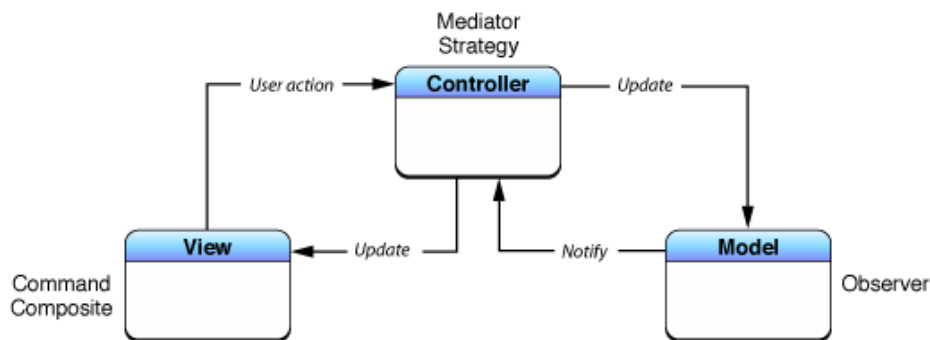 Mediator
Strategy
Controller
User action
Update
View
Update
Notify
Model
Command
Composite
Observer